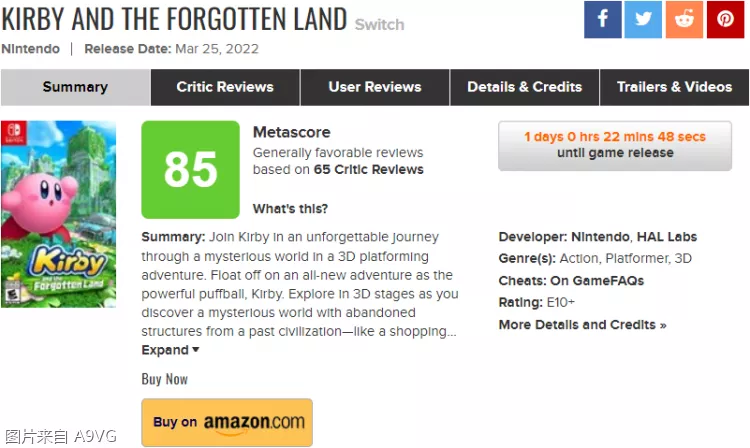 KIRBY AND THE FORGOTTEN LAND Switch
Nintendo | Release Date: Mar 25, 2022
Summary
Critic Reviews
User Reviews
Details & Credits
Trailers & Videos
85
Metascore
Generally favorable reviews
based on 65 Critic Reviews
What's this?
1 days 0 hrs 22 mins 48 secs
until game release
Kirby
and the
Forgotten Land
Summary: Join Kirby in an unforgettable journey
through a mysterious world in a 3D platforming
adventure. Float off on an all-new adventure as the
powerful puffball, Kirby. Explore in 3D stages as you
discover a mysterious world with abandoned
structures from a past civilization—like a shopping...
Expand
Developer: Nintendo, HAL Labs
Genre(s): Action, Platformer, 3D
Cheats: On GameFAQs
Rating: E10+
More Details and Credits »
Buy Now
Buy on amazon.com
图片来自 A9VG